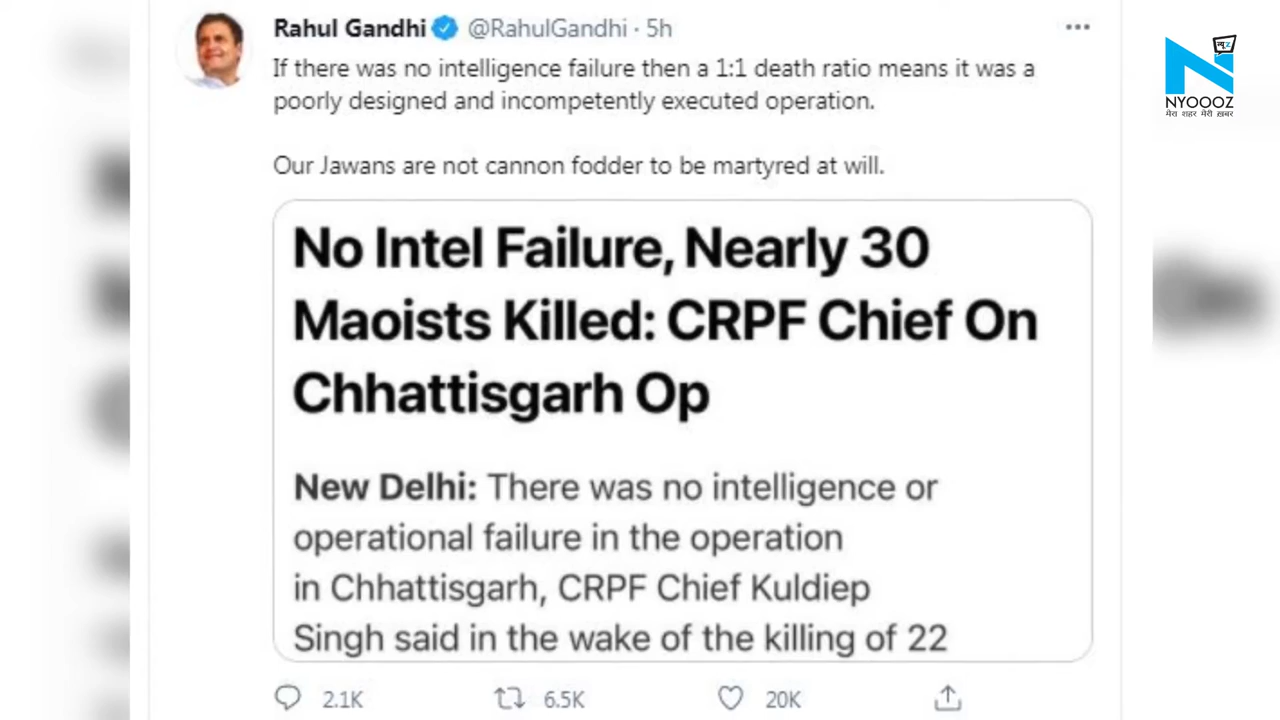 Rahul Gandhi @RahulGandhi · 5h
If there was no intelligence failure then a 1:1 death ratio means it was a
poorly designed and incompetently executed operation.
Our Jawans are not cannon fodder to be martyred at will.
No Intel Failure, Nearly 30
Maoists Killed: CRPF Chief On
Chhattisgarh Op
New Delhi: There was no intelligence or
operational failure in the operation
in Chhattisgarh, CRPF Chief Kuldiep
Singh said in the wake of the killing of 22
2.1K 6.5K 20K
NYOOOZ
मेरा शहर मेरी ख़बर